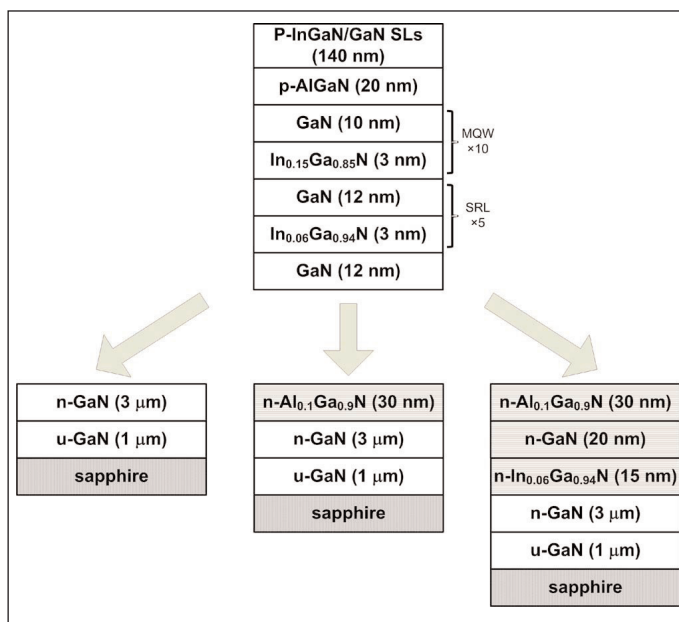 P-InGaN/GaN SLs
(140 nm)
p-AlGaN (20 nm)
GaN (10 nm)
In₀.₁₅Ga₀.₈₅N (3 nm)
MQW
×10
GaN (12 nm)
In₀.₀₆Ga₀.₉₄N (3 nm)
SRL
×5
GaN (12 nm)
n-GaN (3 μm)
u-GaN (1 μm)
sapphire
n-Al₀.₁Ga₀.₉N (30 nm)
n-GaN (3 μm)
u-GaN (1 μm)
sapphire
n-Al₀.₁Ga₀.₉N (30 nm)
n-GaN (20 nm)
n-In₀.₀₆Ga₀.₉₄N (15 nm)
n-GaN (3 μm)
u-GaN (1 μm)
sapphire